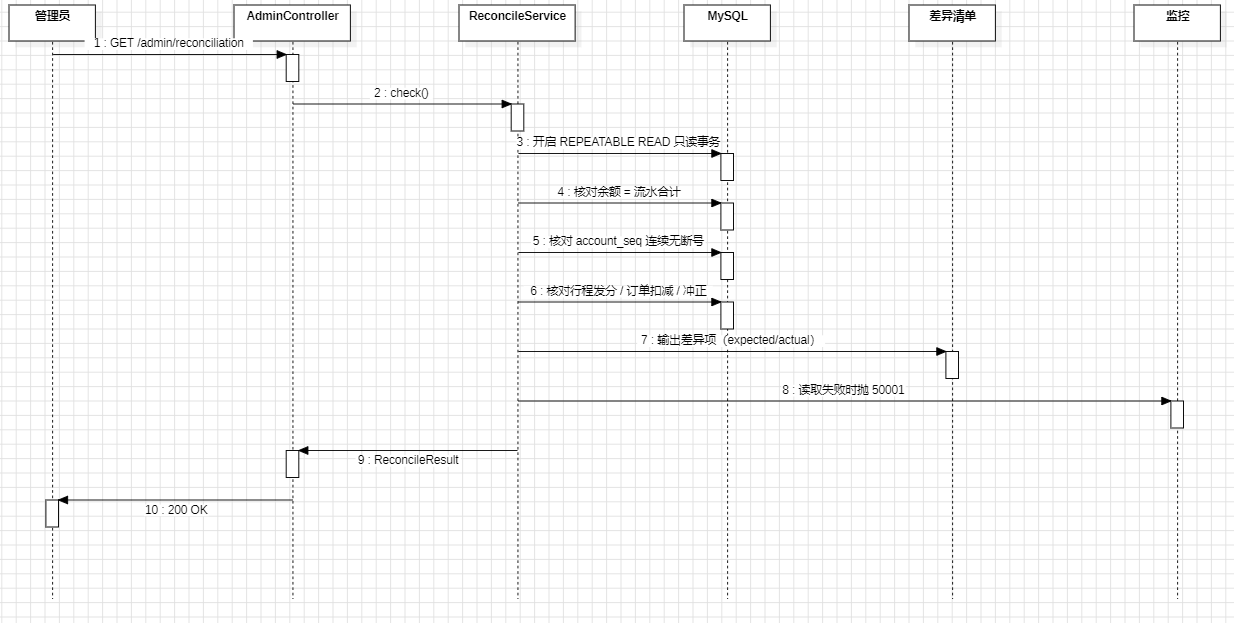 管理员
AdminController
ReconcileService
MySQL
差异清单
监控
1 : GET /admin/reconciliation
2 : check()
3 : 开启 REPEATABLE READ 只读事务
4 : 核对余额 = 流水合计
5 : 核对 account_seq 连续无断号
6 : 核对行程发分 / 订单扣减 / 冲正
7 : 输出差异项（expected/actual）
8 : 读取失败时抛 50001
9 : ReconcileResult
10 : 200 OK